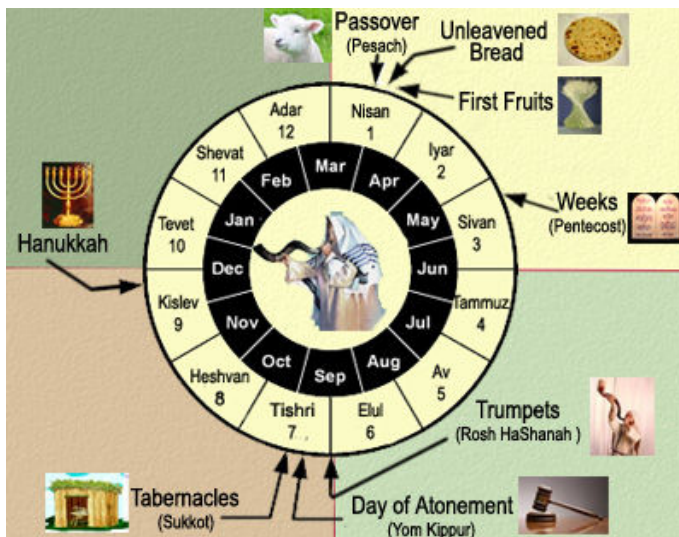 Passover
(Pesach)
Unleavened
Bread
First Fruits
Weeks
(Pentecost)
Hanukkah
Trumpets
(Rosh HaShanah )
Day of Atonement
(Yom Kippur)
Tabernacles
(Sukkot)
Nisan
1
Iyar
2
Sivan
3
Tammuz
4
Av
5
Elul
6
Tishri
7
Heshvan
8
Kislev
9
Tevet
10
Shevat
11
Adar
12
Mar
Apr
May
Jun
Jul
Aug
Sep
Oct
Nov
Dec
Jan
Feb